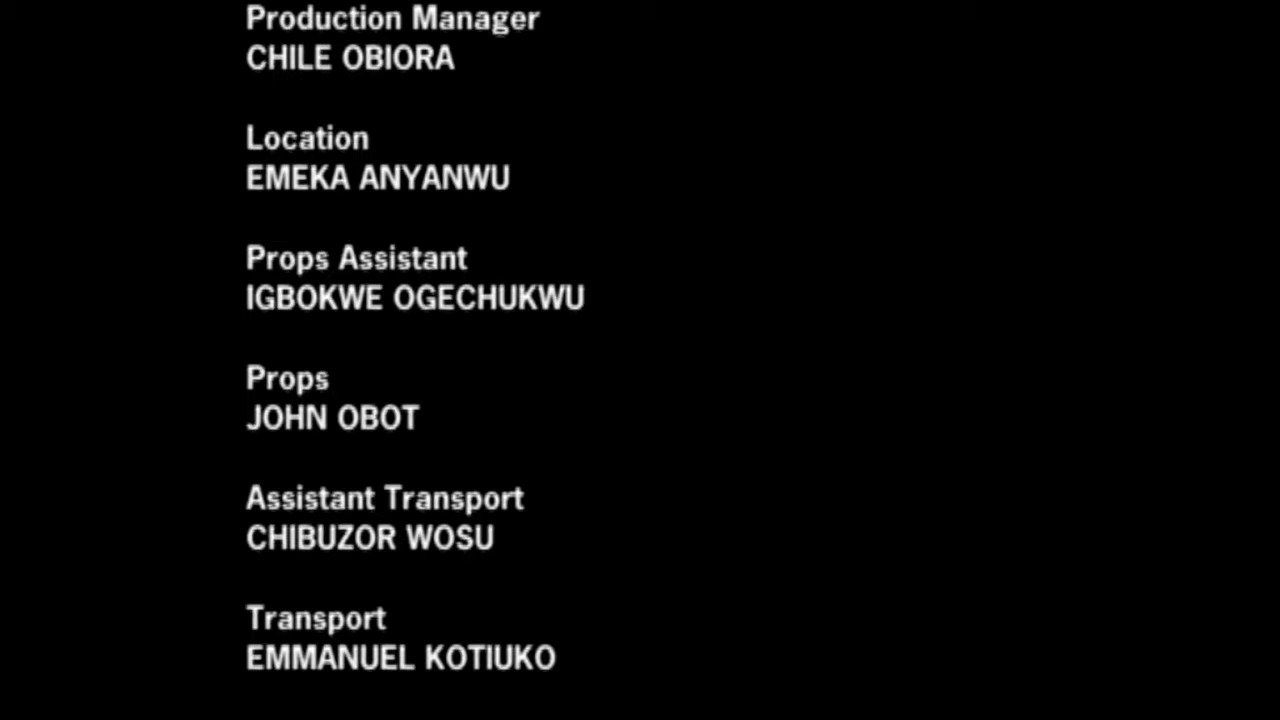 Production Manager
CHILE OBIORA
Location
EMEKA ANYANWU
Props Assistant
IGBOKWE OGECHUKWU
Props
JOHN OBOT
Assistant Transport
CHIBUZOR WOSU
Transport
EMMANUEL KOTIUKO